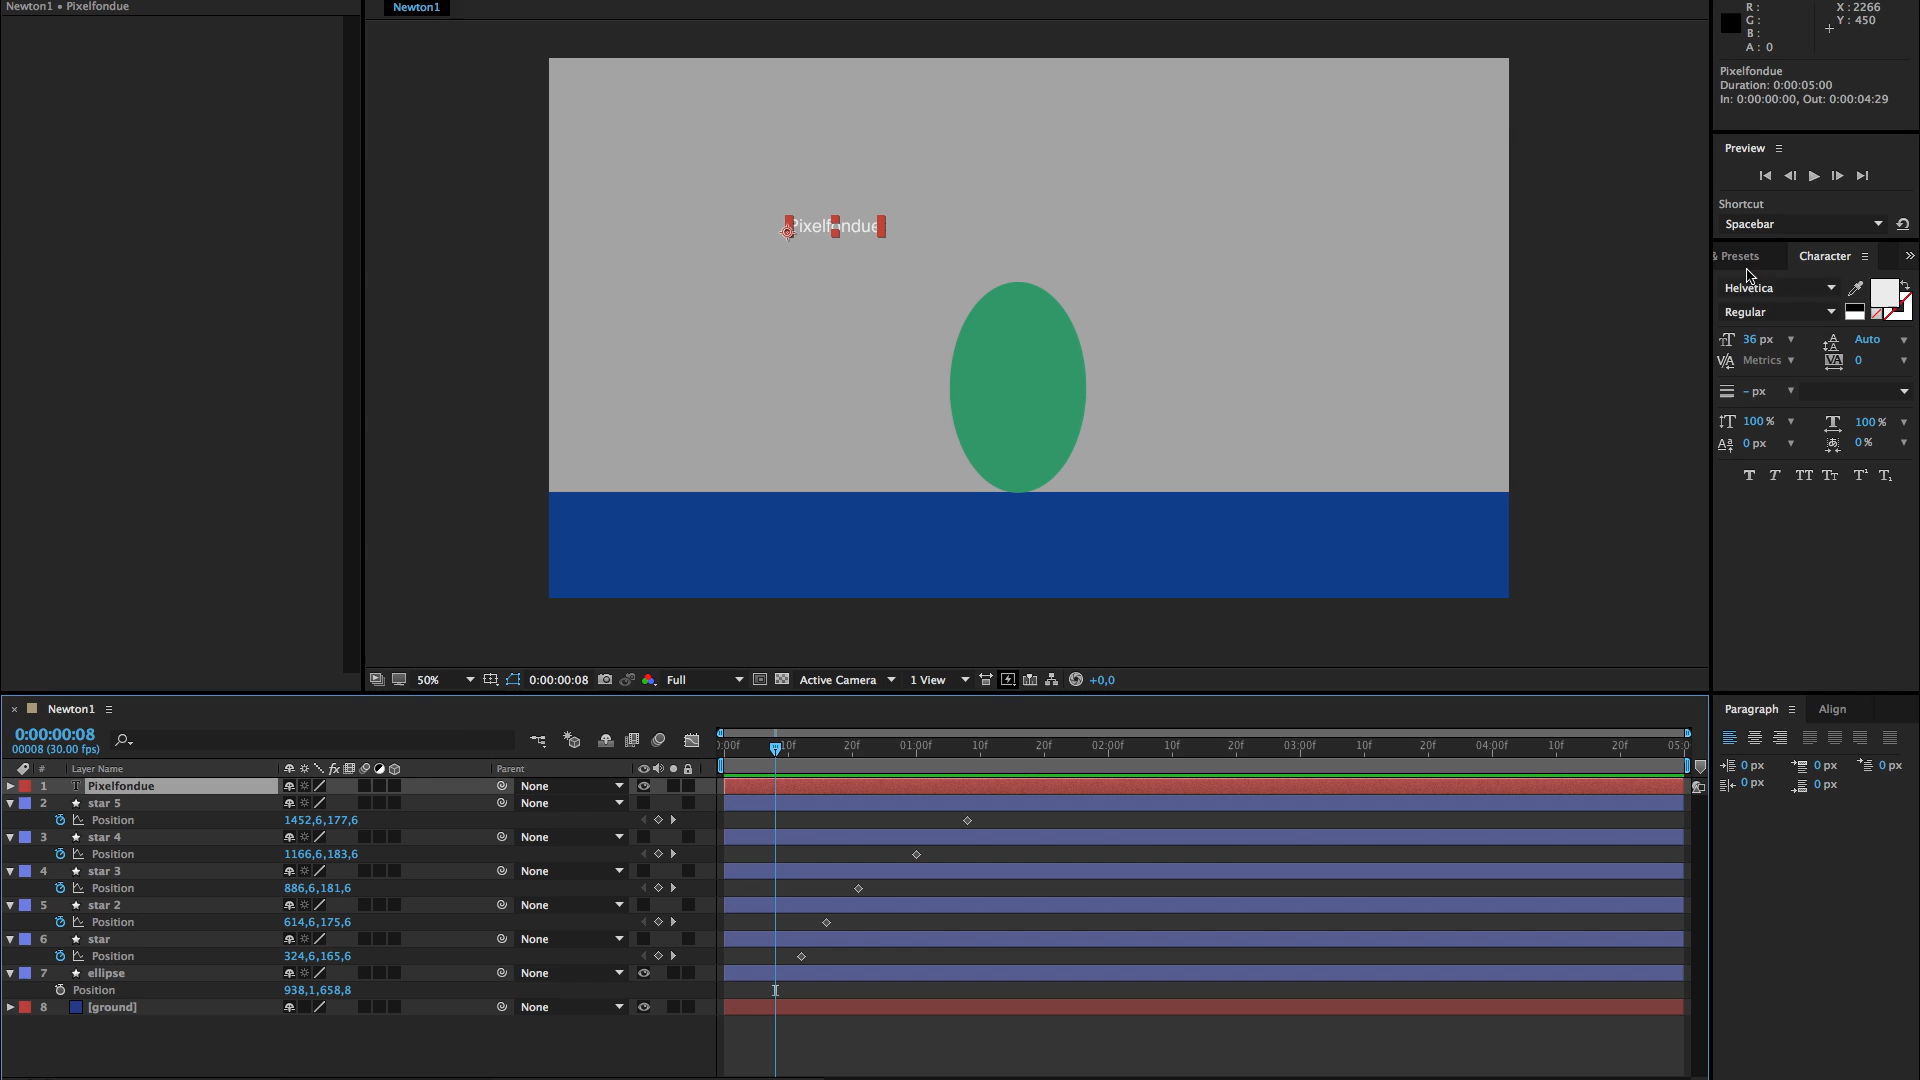 Newton1 • Pixelfondue
Newton1
R :
G :
B :
A : 0
X : 2266
Y : 450
Pixelfondue
Duration: 0:00:05:00
In: 0:00:00:00, Out: 0:00:04:29
Preview
Shortcut
Spacebar
& Presets
Character
Helvetica
Regular
36 px
Auto
Metrics
0
- px
100 %
100 %
0 px
0 %
Pixelfondue
50%
0:00:00:08
Full
Active Camera
1 View
+0,0
Newton1
0:00:00:08
00008 (30.00 fps)
:00f 10f 20f 01:00f 10f 20f 02:00f 10f 20f 03:00f 10f 20f 04:00f 10f 20f 05:0
# Layer Name Parent
1 Pixelfondue None
2 star 5 None
Position 1452,6,177,6
3 star 4 None
Position 1166,6,183,6
4 star 3 None
Position 886,6,181,6
5 star 2 None
Position 614,6,175,6
6 star None
Position 324,6,165,6
7 ellipse None
Position 938,1,658,8
8 [ground] None
Paragraph
Align
0 px 0 px 0 px
0 px 0 px